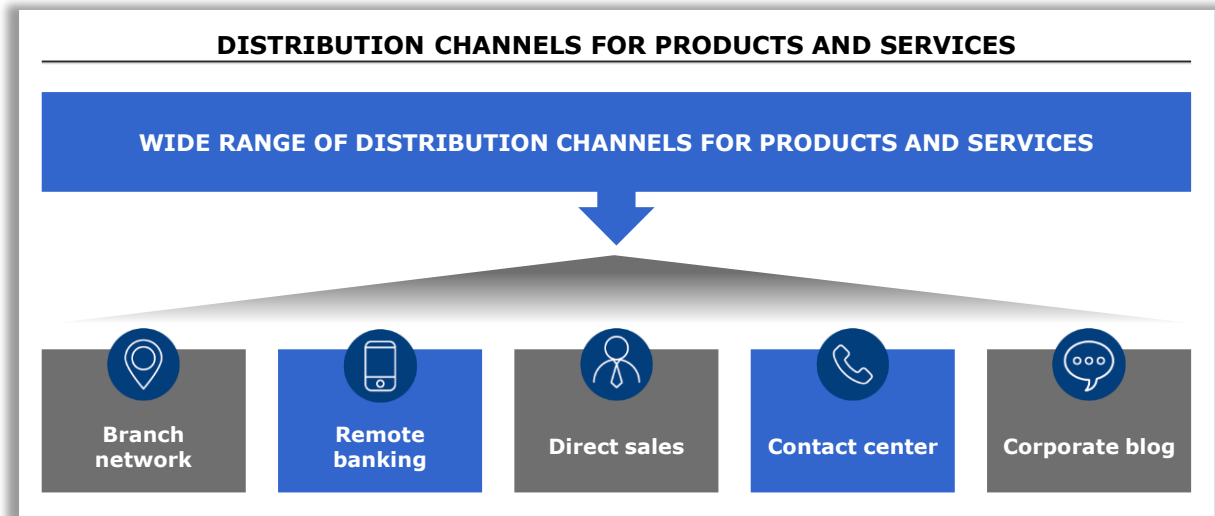 DISTRIBUTION CHANNELS FOR PRODUCTS AND SERVICES
WIDE RANGE OF DISTRIBUTION CHANNELS FOR PRODUCTS AND SERVICES
Branch
network
Remote
banking
Direct sales
Contact center
Corporate blog